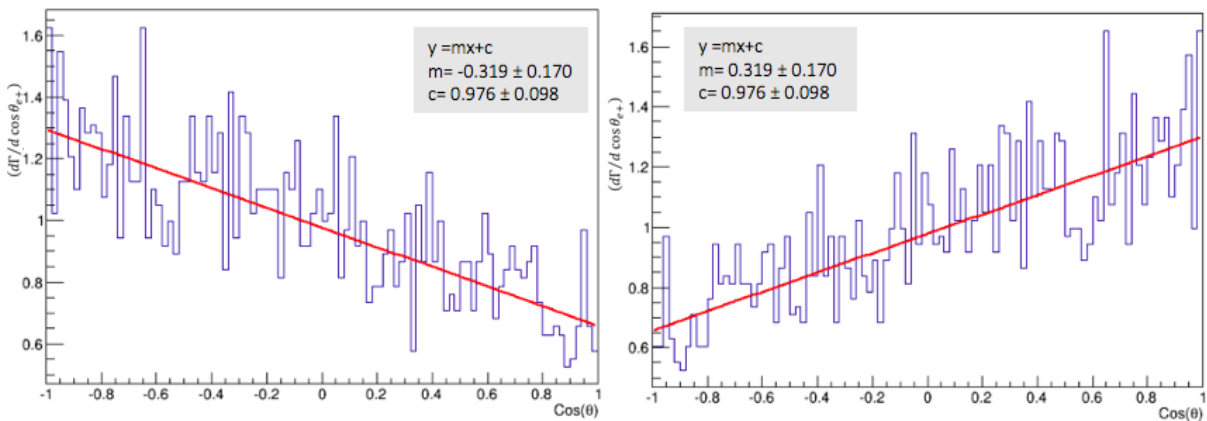 y =mx+c
m= -0.319 ± 0.170
c= 0.976 ± 0.098
(dΓ/d cos θe+)
1.6
1.4
1.2
1
0.8
0.6
-1 -0.8 -0.6 -0.4 -0.2 0 0.2 0.4 0.6 0.8 1
Cos(θ)
y =mx+c
m= 0.319 ± 0.170
c= 0.976 ± 0.098
(dΓ/d cos θe+)
1.6
1.4
1.2
1
0.8
0.6
-1 -0.8 -0.6 -0.4 -0.2 0 0.2 0.4 0.6 0.8 1
Cos(θ)